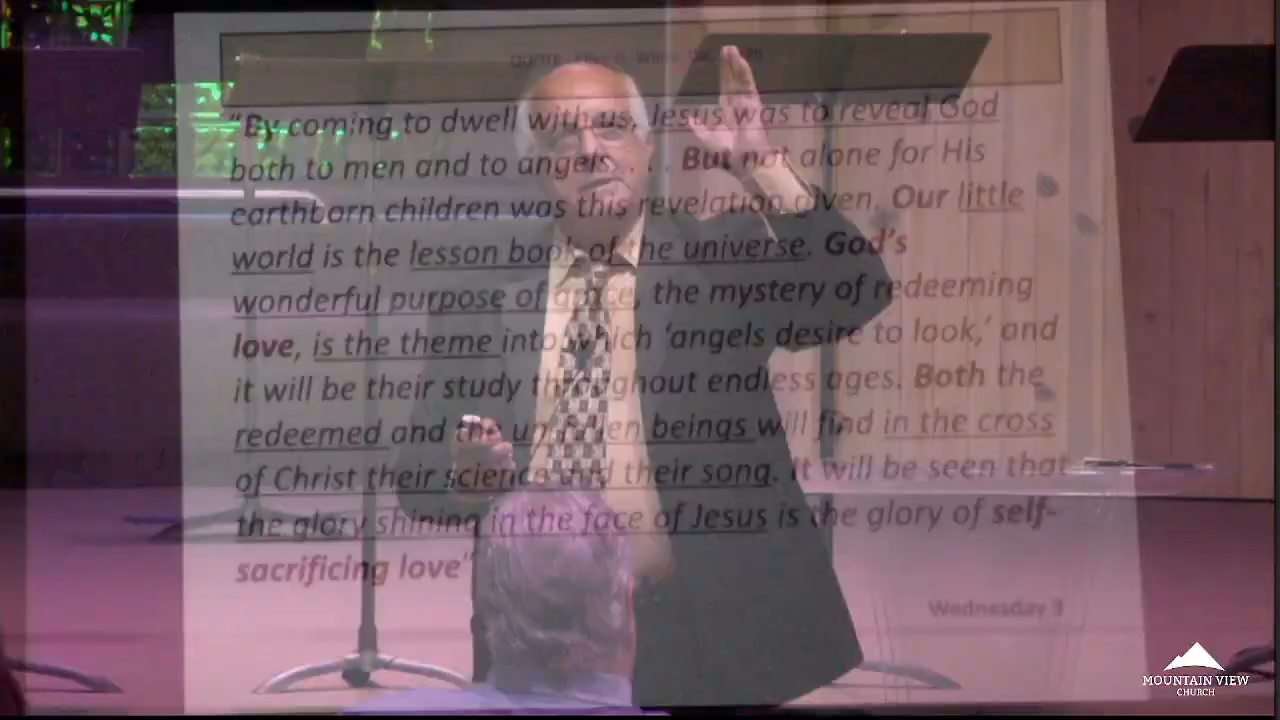 QUOTE
"By coming to dwell with us, Jesus was to reveal God
both to men and to angels. . . . But not alone for His
earthborn children was this revelation given. Our little
world is the lesson book of the universe. God's
wonderful purpose of grace, the mystery of redeeming
love, is the theme into which 'angels desire to look,' and
it will be their study throughout endless ages. Both the
redeemed and the unfallen beings will find in the cross
of Christ their science and their song. It will be seen that
the glory shining in the face of Jesus is the glory of self-
sacrificing love"
Wednesday 3
MOUNTAIN VIEW
CHURCH